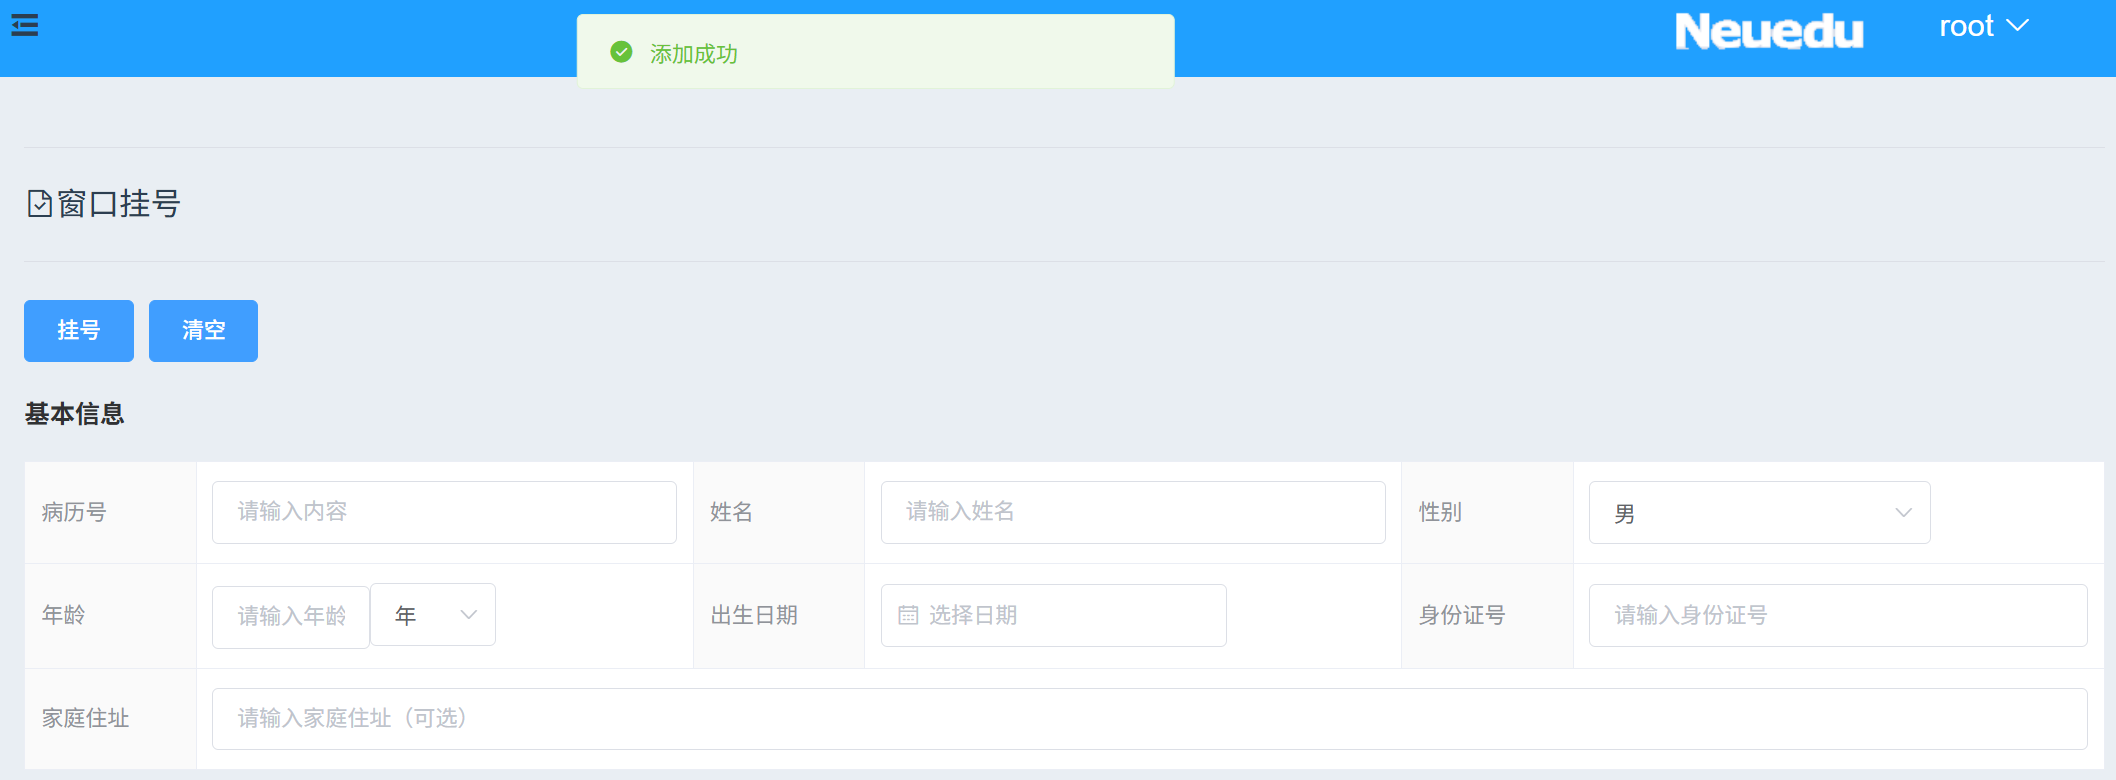 添加成功
Neuedu
root
窗口挂号
挂号 清空
基本信息
病历号 请输入内容 姓名 请输入姓名 性别 男
年龄 请输入年龄 年 出生日期 选择日期 身份证号 请输入身份证号
家庭住址 请输入家庭住址（可选）